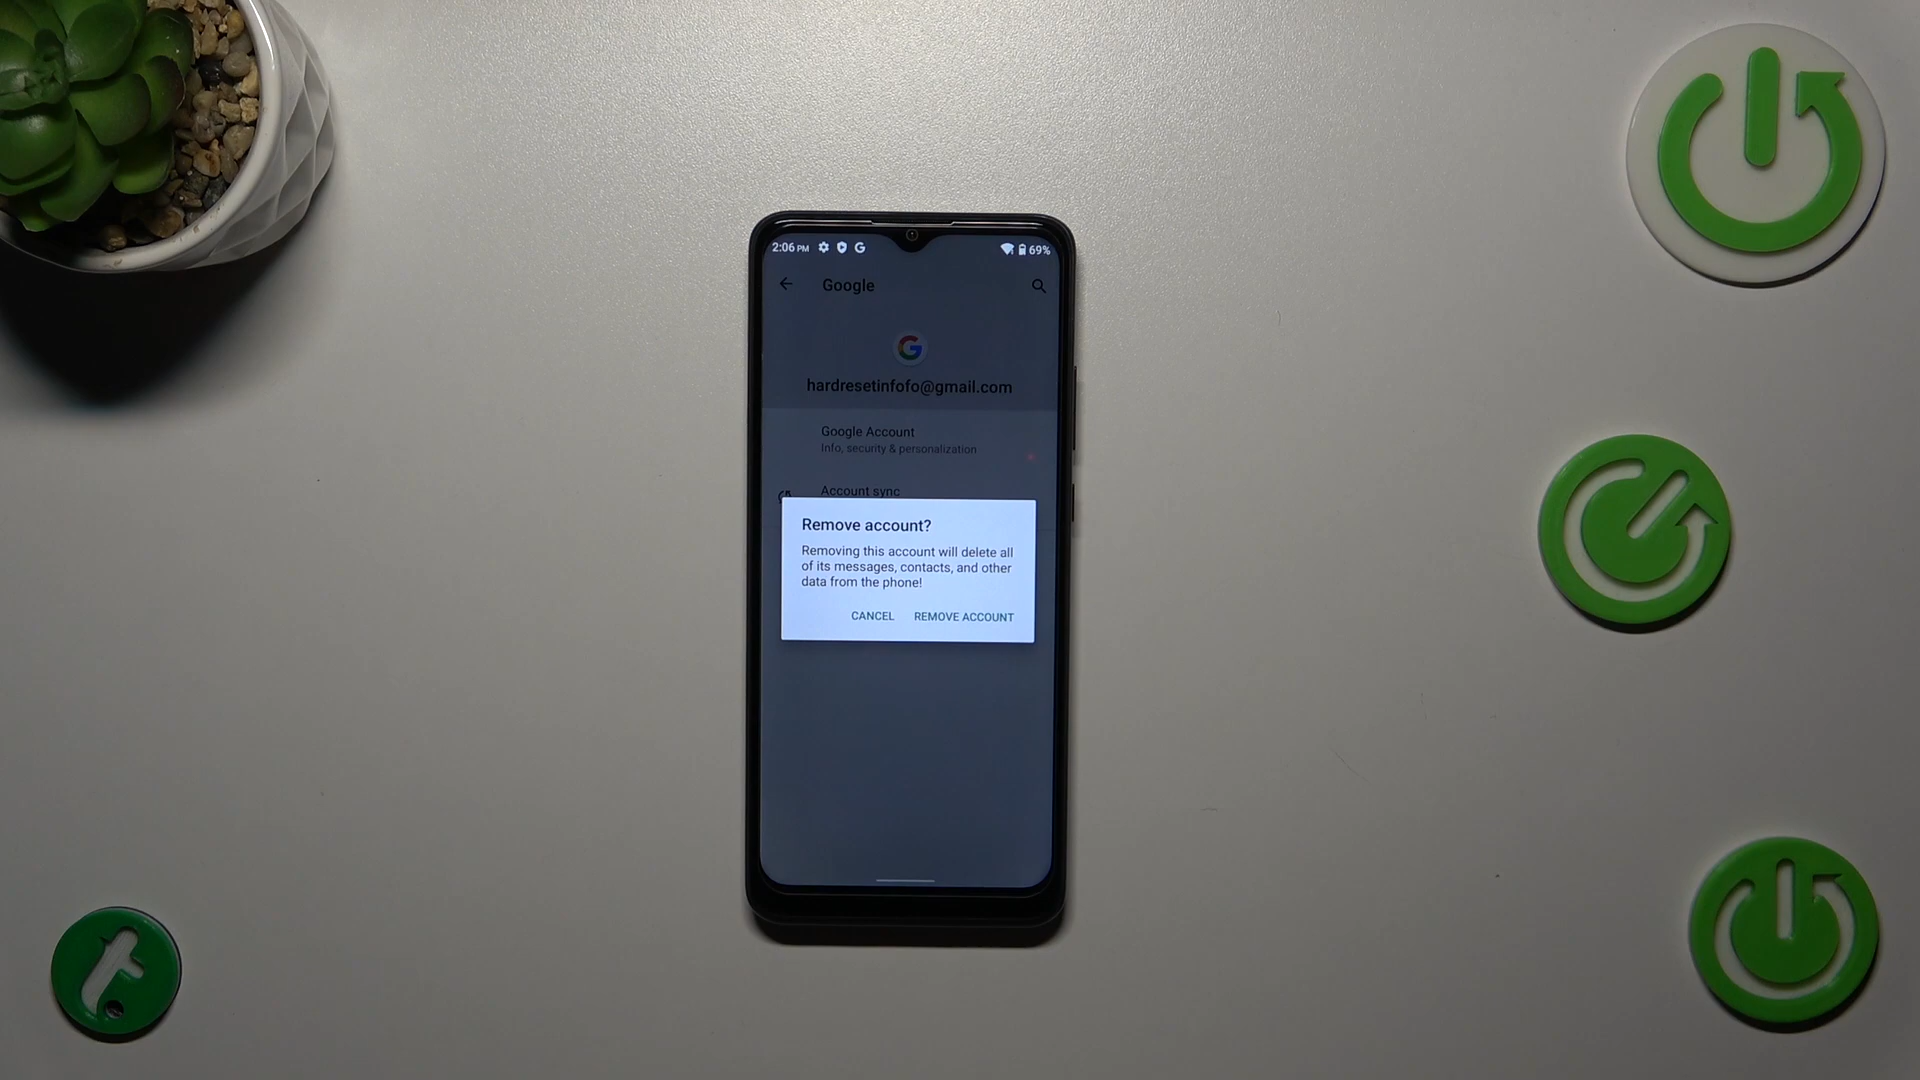 2:06 PM
69%
Google
hardresetinfofo@gmail.com
Google Account
Info, security & personalization
Account sync
Remove account?
Removing this account will delete all
of its messages, contacts, and other
data from the phone!
CANCEL REMOVE ACCOUNT